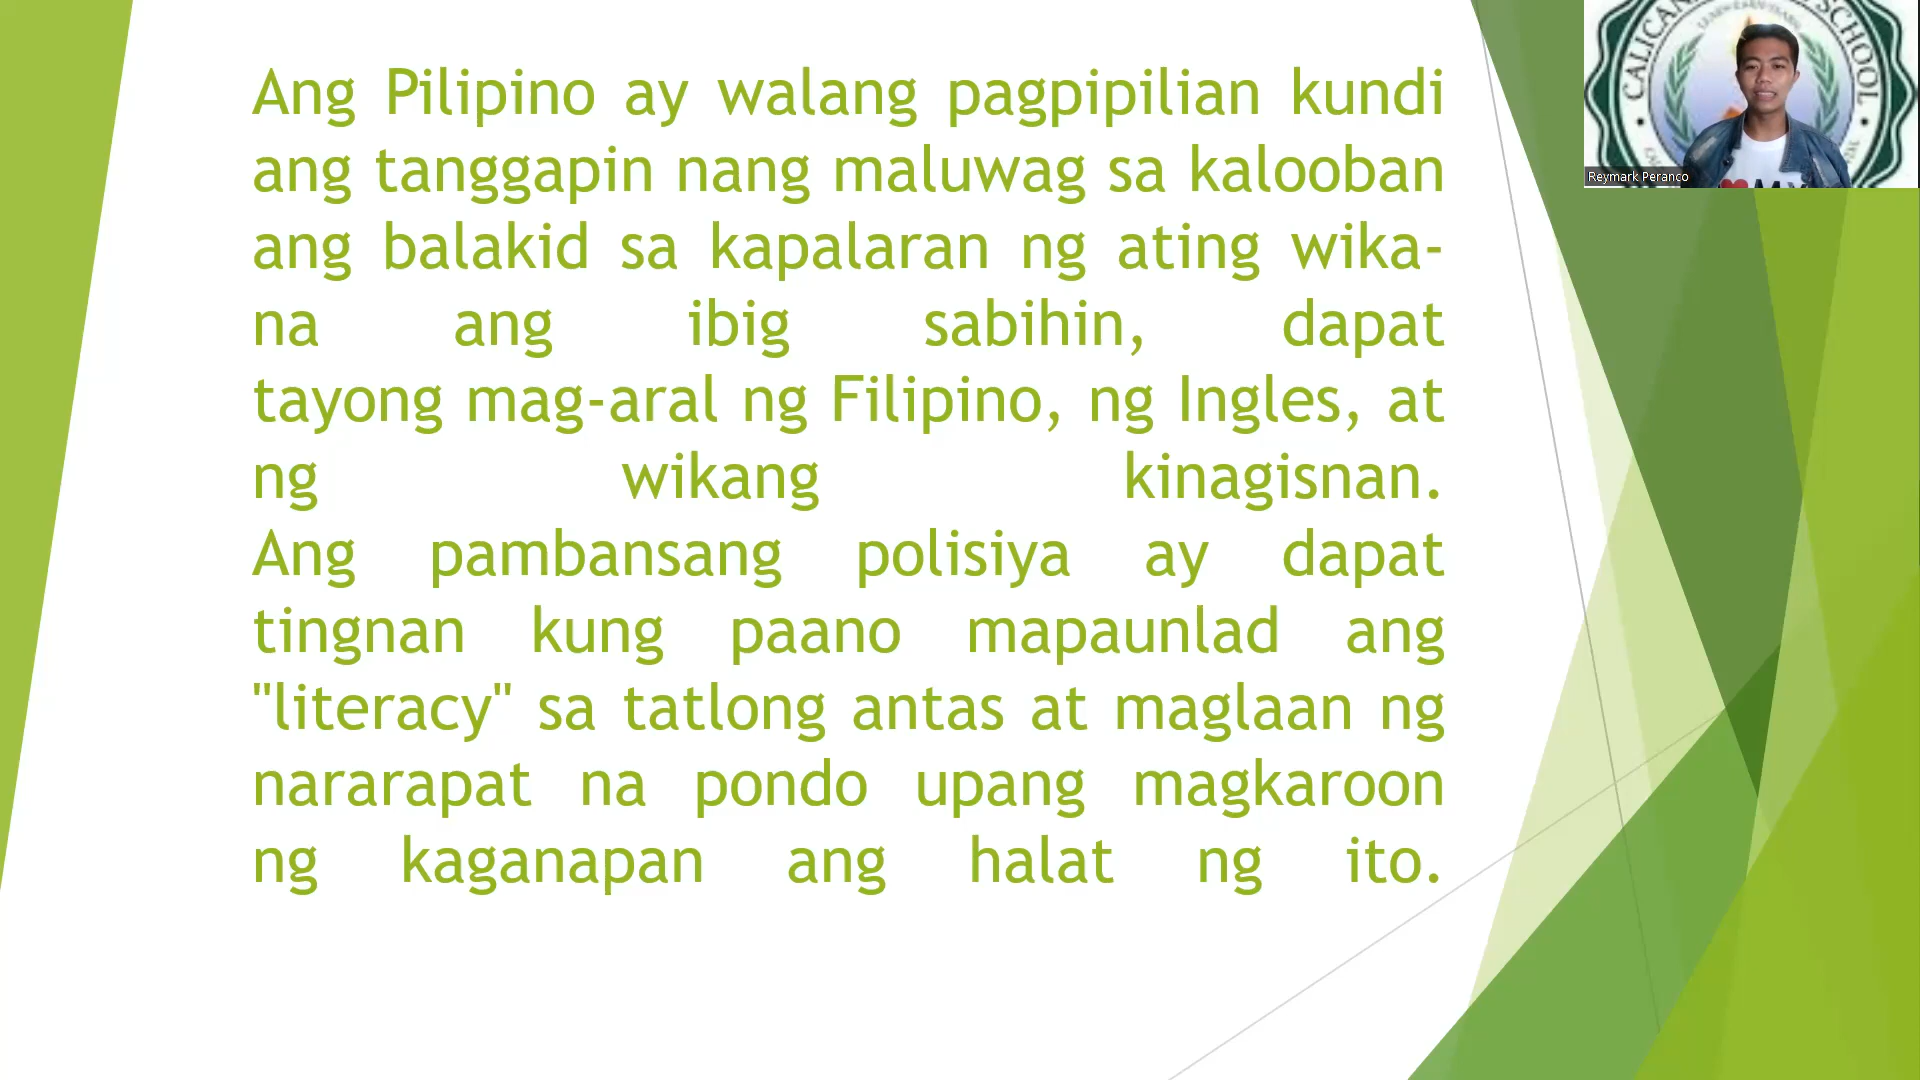 Ang Pilipino ay walang pagpipilian kundi
ang tanggapin nang maluwag sa kalooban
ang balakid sa kapalaran ng ating wika-
na ang ibig sabihin, dapat
tayong mag-aral ng Filipino, ng Ingles, at
ng wikang kinagisnan.
Ang pambansang polisiya ay dapat
tingnan kung paano mapaunlad ang
"literacy" sa tatlong antas at maglaan ng
nararapat na pondo upang magkaroon
ng kaganapan ang halat ng ito.
SCHOOL
Reymark Peranco